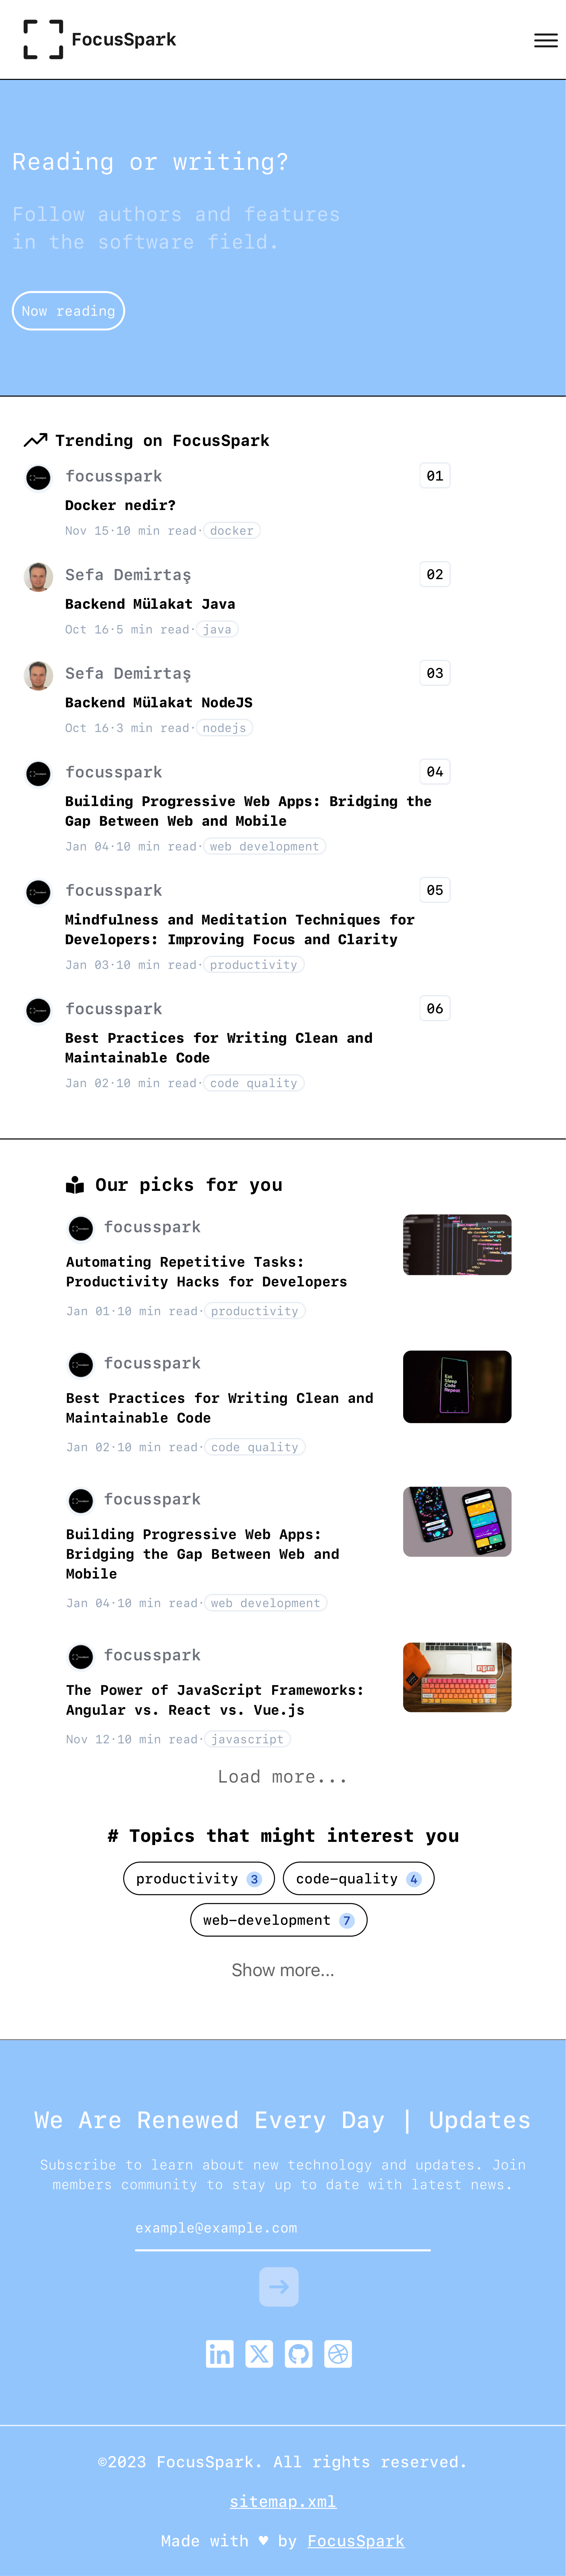 FocusSpark
Reading or writing?
Follow authors and features
in the software field.
Now reading
Trending on FocusSpark
focusspark
01
Docker nedir?
Nov 15·10 min read·docker
Sefa Demirtaş
02
Backend Mülakat Java
Oct 16·5 min read·java
Sefa Demirtaş
03
Backend Mülakat NodeJS
Oct 16·3 min read·nodejs
focusspark
04
Building Progressive Web Apps: Bridging the
Gap Between Web and Mobile
Jan 04·10 min read·web development
focusspark
05
Mindfulness and Meditation Techniques for
Developers: Improving Focus and Clarity
Jan 03·10 min read·productivity
focusspark
06
Best Practices for Writing Clean and
Maintainable Code
Jan 02·10 min read·code quality
Our picks for you
focusspark
Automating Repetitive Tasks:
Productivity Hacks for Developers
Jan 01·10 min read·productivity
focusspark
Best Practices for Writing Clean and
Maintainable Code
Jan 02·10 min read·code quality
Eat
Sleep
Code
Repeat
focusspark
Building Progressive Web Apps:
Bridging the Gap Between Web and
Mobile
Jan 04·10 min read·web development
focusspark
The Power of JavaScript Frameworks:
Angular vs. React vs. Vue.js
Nov 12·10 min read·javascript
npm
Load more...
# Topics that might interest you
productivity 3
code-quality 4
web-development 7
Show more...
We Are Renewed Every Day | Updates
Subscribe to learn about new technology and updates. Join
members community to stay up to date with latest news.
example@example.com
©2023 FocusSpark. All rights reserved.
sitemap.xml
Made with ♥ by FocusSpark